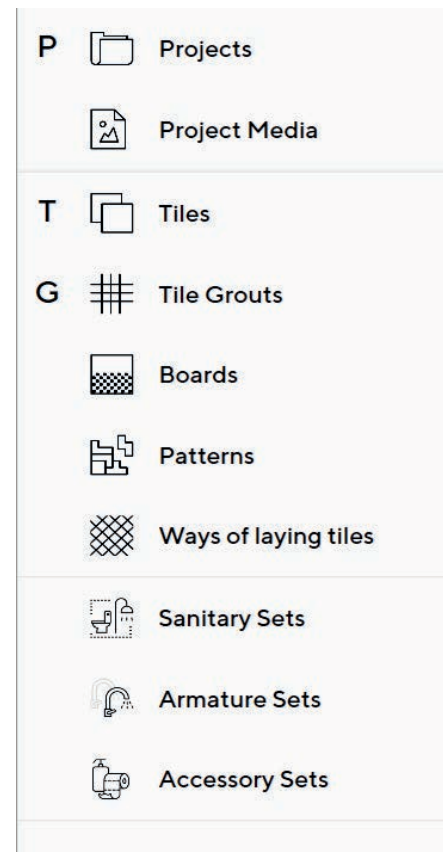 P Projects
Project Media
T Tiles
G Tile Grouts
Boards
Patterns
Ways of laying tiles
Sanitary Sets
Armature Sets
Accessory Sets